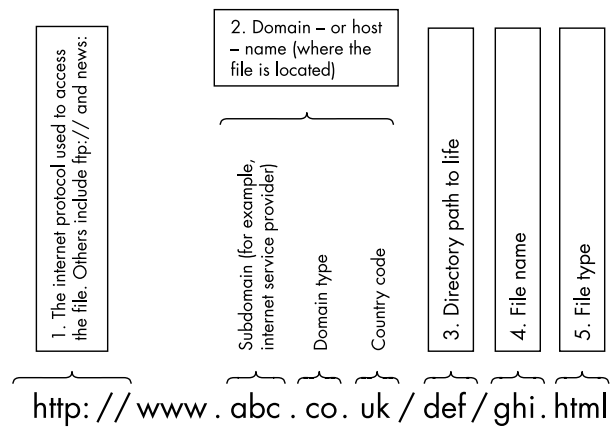 1. The internet protocol used to access
the file. Others include ftp:// and news:
2. Domain – or host
– name (where the
file is located)
Subdomain (for example,
internet service provider)
Domain type
Country code
3. Directory path to life
4. File name
5. File type
http://www.abc.co.uk/def/ghi.html